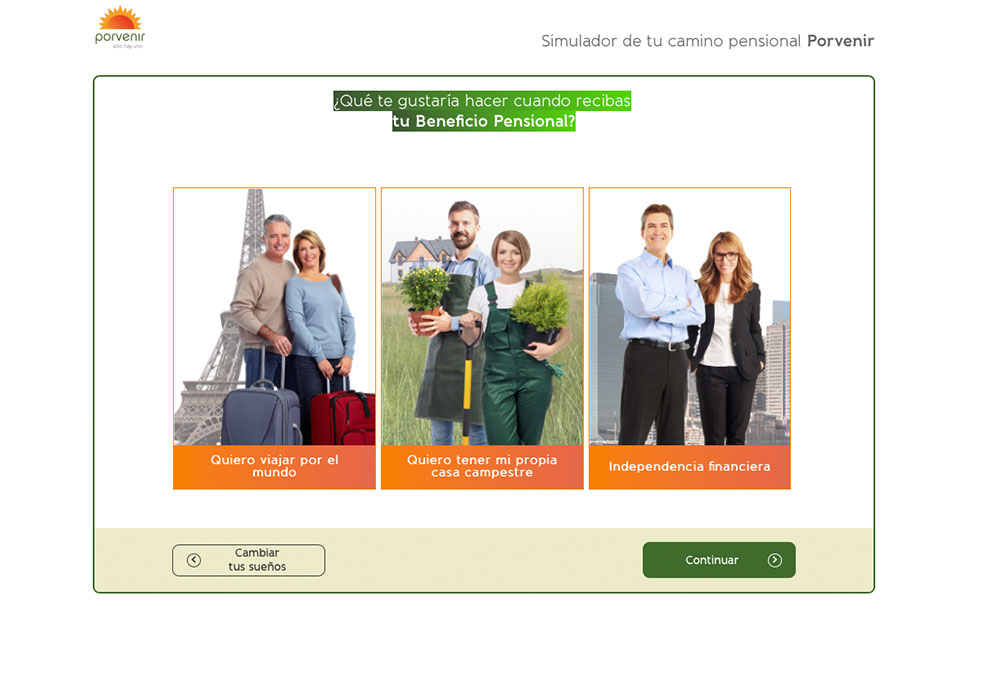 porvenir
sólo hay uno
Simulador de tu camino pensional Porvenir
¿Qué te gustaría hacer cuando recibas
tu Beneficio Pensional?
Quiero viajar por el
mundo
Quiero tener mi propia
casa campestre
Independencia financiera
Cambiar
tus sueños
Continuar